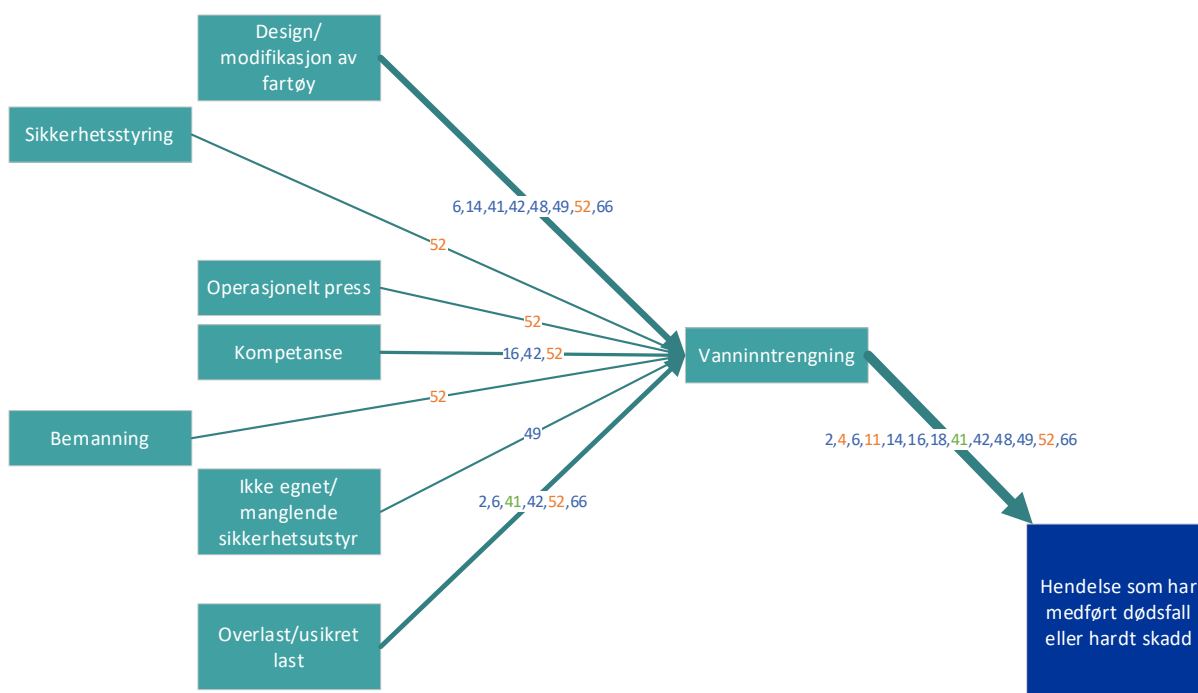 Design/
modifikasjon av
fartøy
Sikkerhetsstyring
6,14,41,42,48,49,52,66
52
Operasjonelt press
52
Kompetanse
16,42,52
Vanninntrengning
52
Bemanning
49
2,4,6,11,14,16,18,41,42,48,49,52,66
Ikke egnet/
manglende
sikkerhetsutstyr
2,6,41,42,52,66
Hendelse som har
medført dødsfall
eller hardt skadd
Overlast/usikret
last